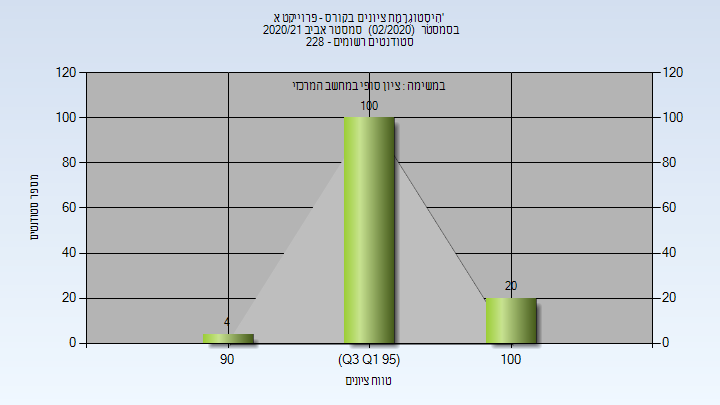 היסטוגרמת ציונים בקורס - פרוייקט א'
בסמסטר (02/2020) סמסטר אביב 2020/21
סטודנטים רשומים - 228
במשימה : ציון סופי במחשב המרכזי
120
100
80
60
40
20
0
120
100
80
60
40
20
0
מספר סטודנטים
4
100
20
90
(Q3 Q1 95)
100
טווח ציונים